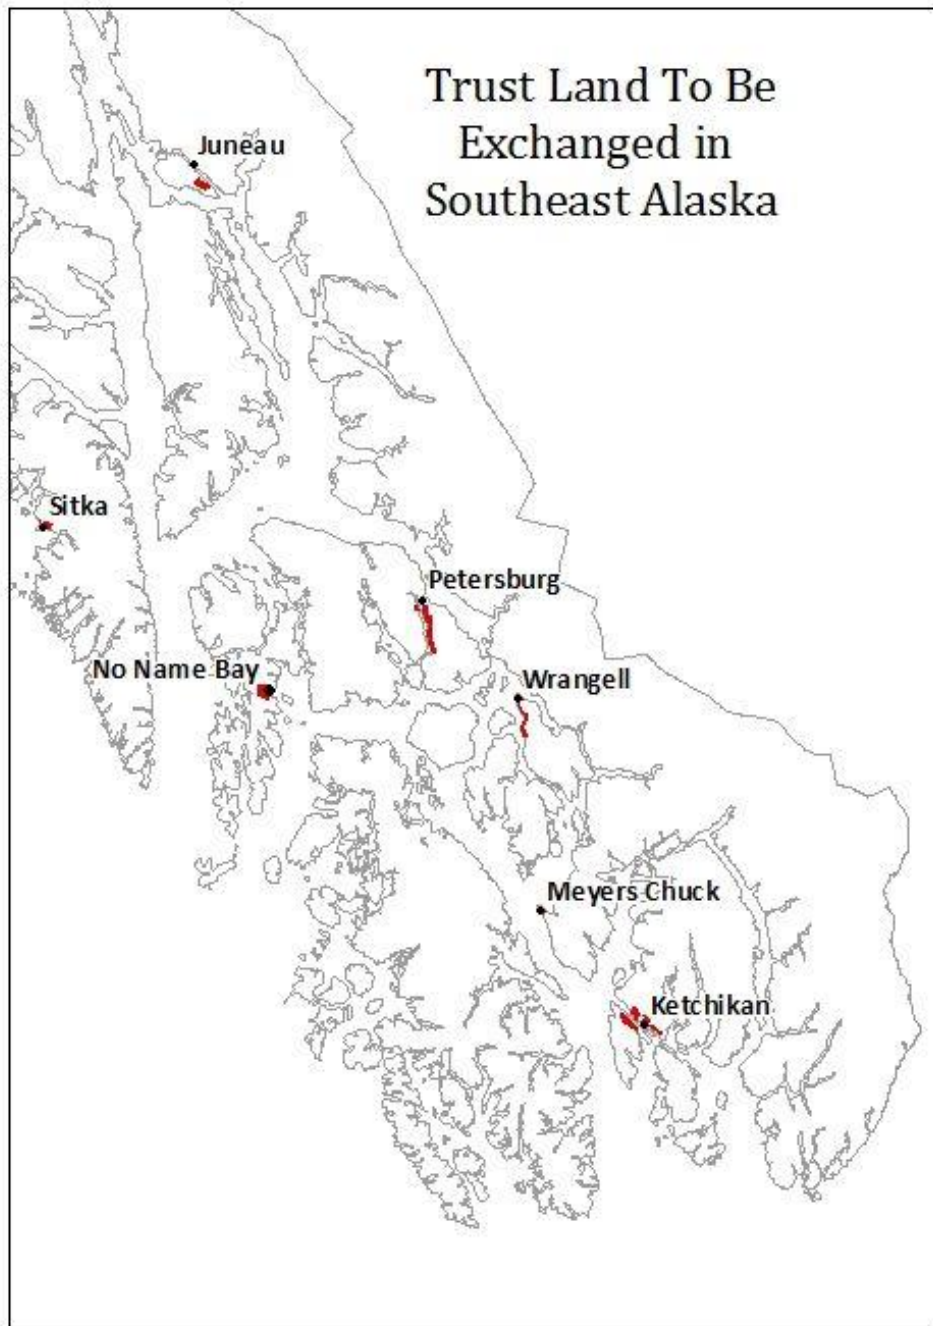 Trust Land To Be
Exchanged in
Southeast Alaska
Juneau
Sitka
Petersburg
No Name Bay
Wrangell
Meyers Chuck
Ketchikan